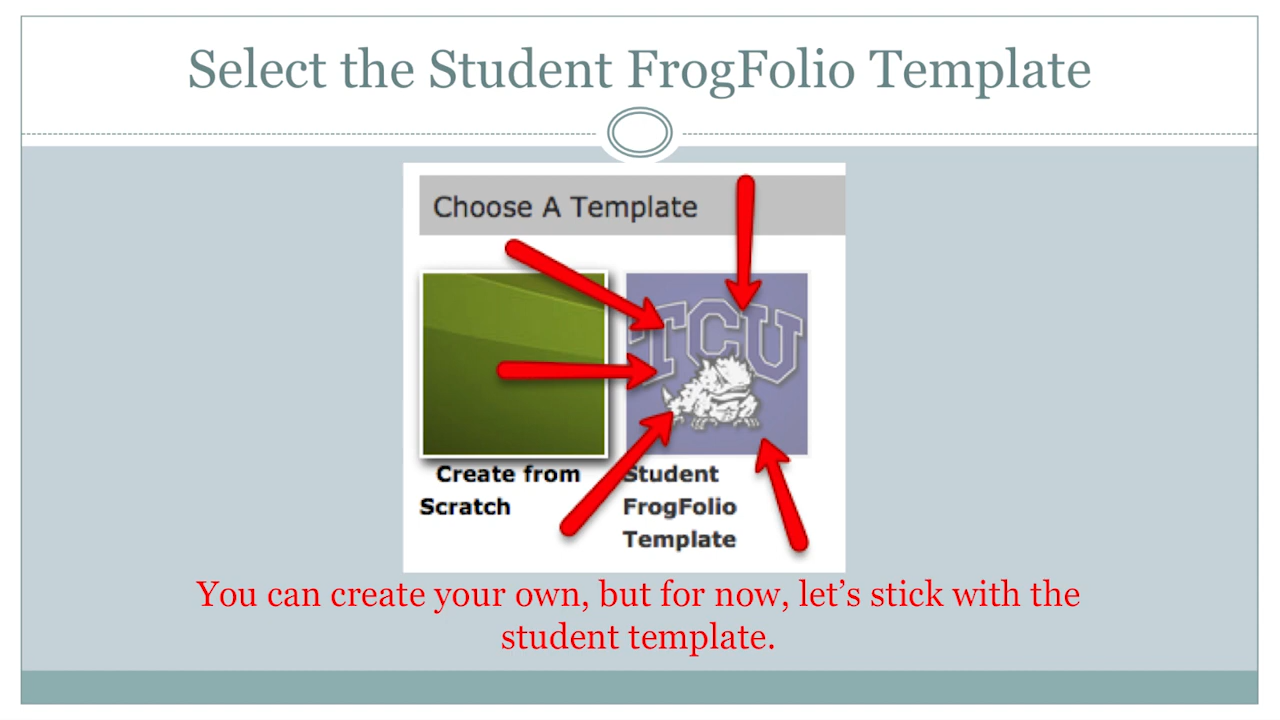 Select the Student FrogFolio Template
Choose A Template
TCU
Create from
Scratch
Student
FrogFolio
Template
You can create your own, but for now, let’s stick with the
student template.